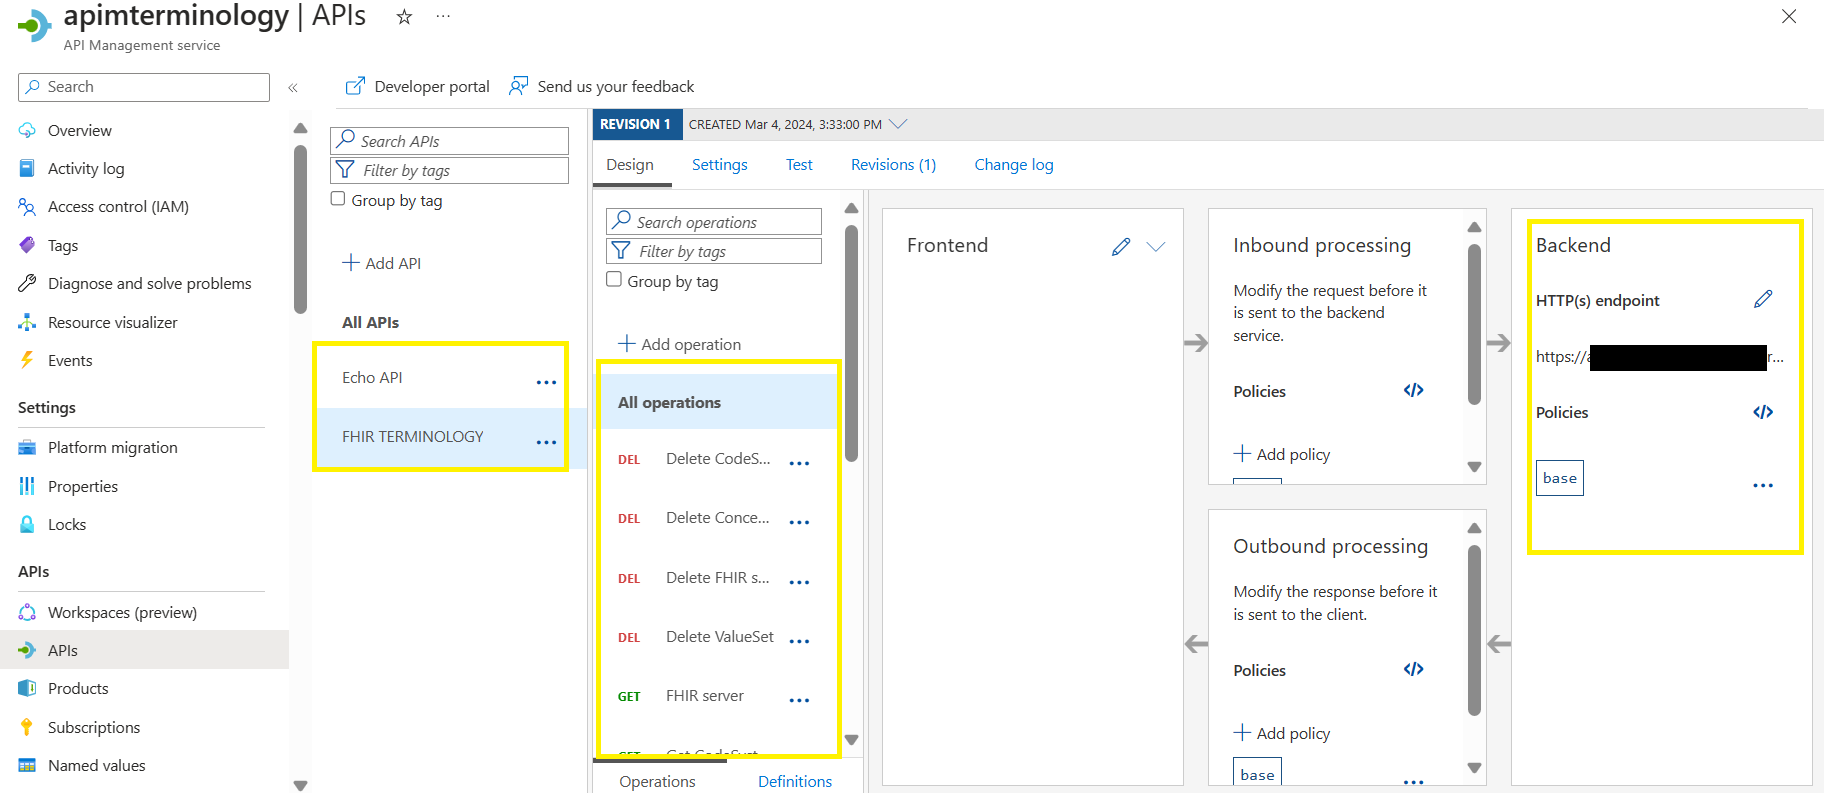 apimterminology | APIs
API Management service
Search
Overview
Activity log
Access control (IAM)
Tags
Diagnose and solve problems
Resource visualizer
Events
Settings
Platform migration
Properties
Locks
APIs
Workspaces (preview)
APIs
Products
Subscriptions
Named values
Developer portal
Send us your feedback
Search APIs
Filter by tags
Group by tag
Add API
All APIs
Echo API
FHIR TERMINOLOGY
REVISION 1
CREATED Mar 4, 2024, 3:33:00 PM
Design
Settings
Test
Revisions (1)
Change log
Search operations
Filter by tags
Group by tag
Add operation
All operations
DEL Delete CodeS...
DEL Delete Conce...
DEL Delete FHIR s...
DEL Delete ValueSet
GET FHIR server
GET Get CodeSyst
Operations
Definitions
Frontend
Inbound processing
Modify the request before it
is sent to the backend
service.
Policies
Add policy
Outbound processing
Modify the response before it
is sent to the client.
Policies
Add policy
base
Backend
HTTP(s) endpoint
https:// r...
Policies
base